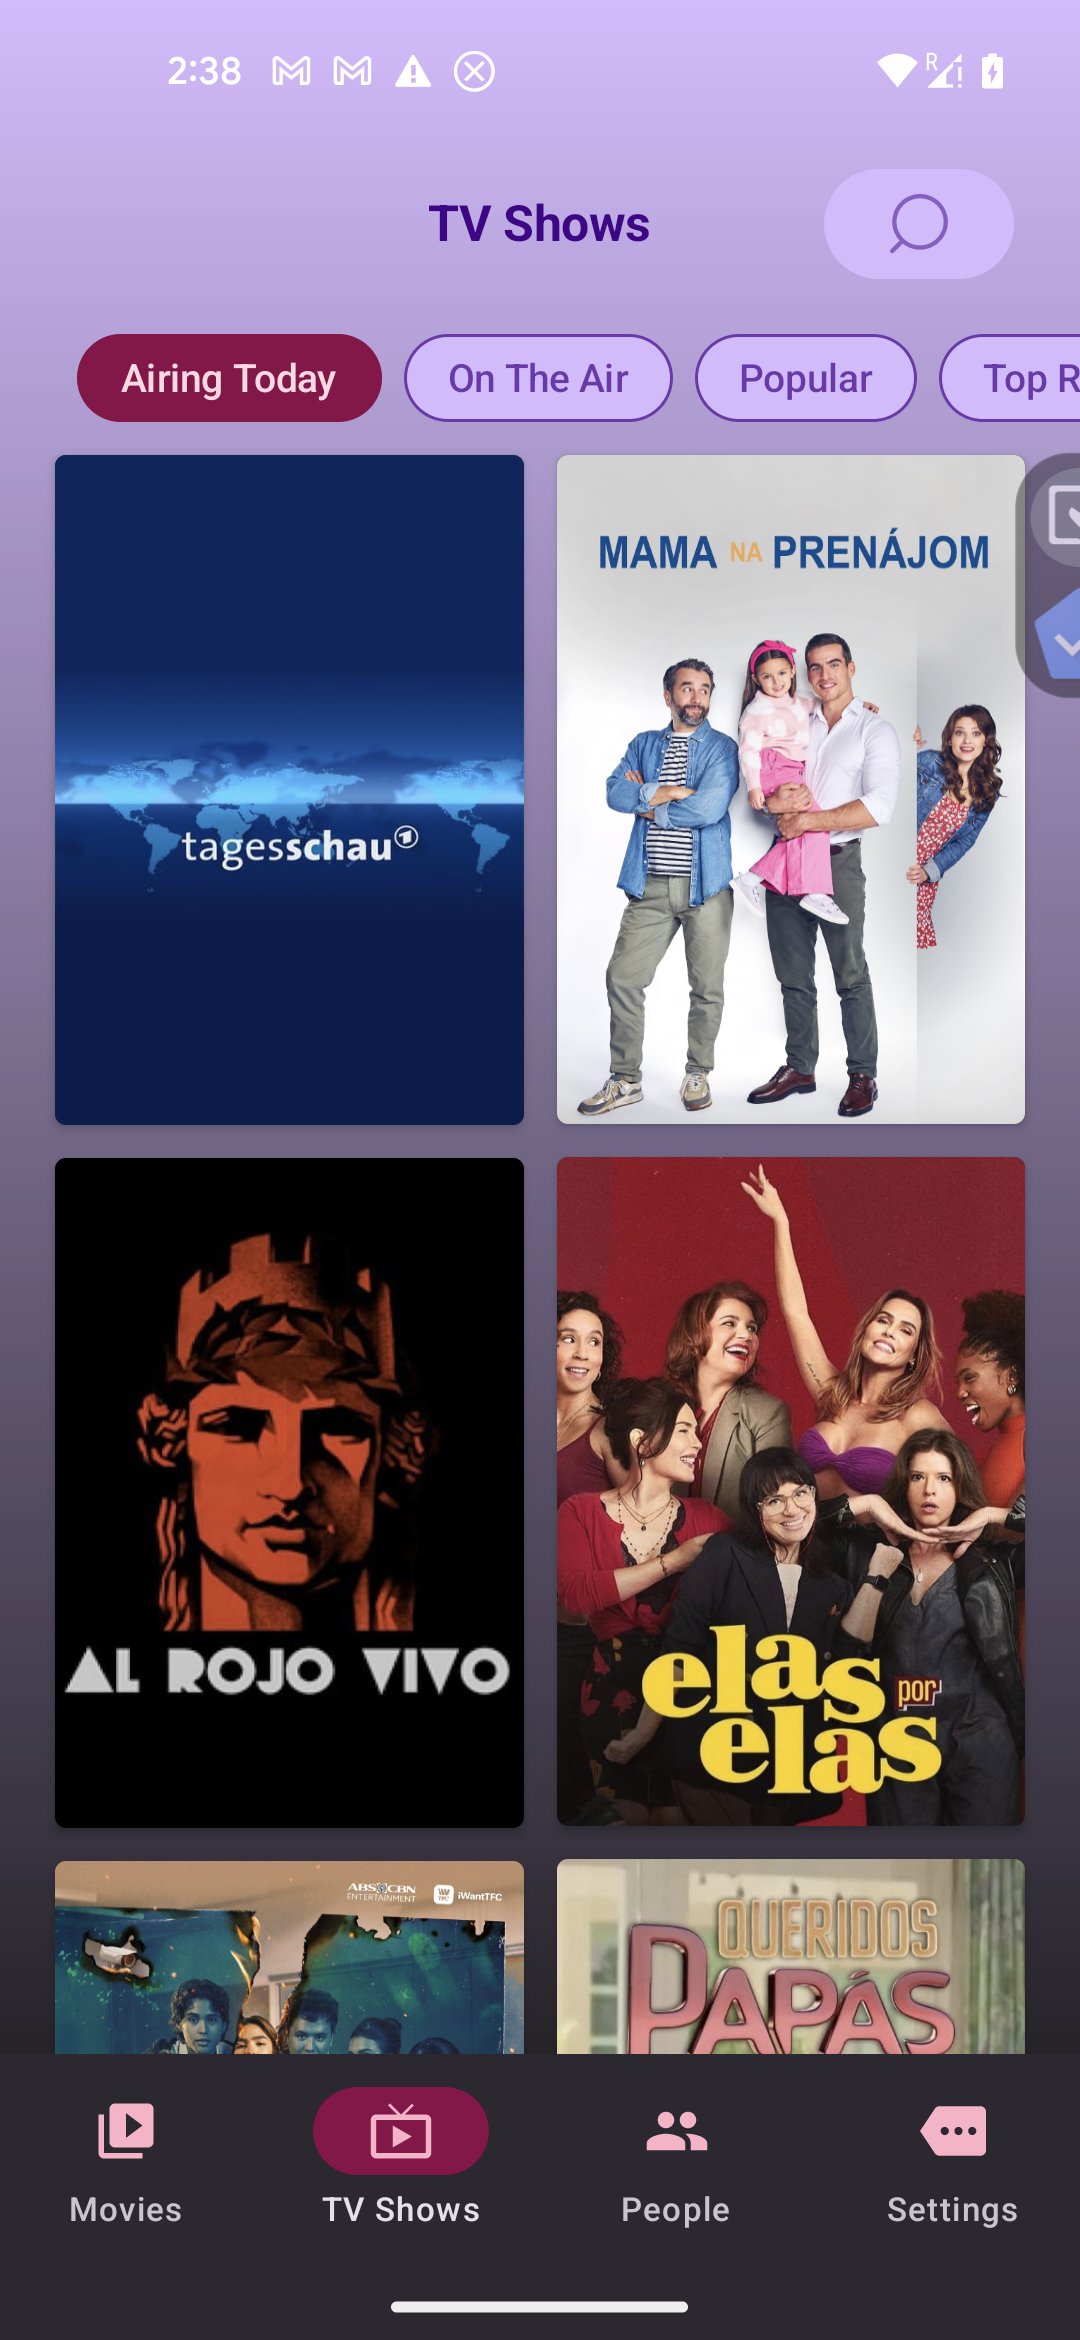 2:38
R
TV Shows
Airing Today
On The Air
Popular
Top R
tagesschau
MAMA NA PRENÁJOM
AL ROJO VIVO
elas por
elas
ABS-CBN
ENTERTAINMENT
TFC
iWantTFC
QUERIDOS
PAPÁS
Movies
TV Shows
People
Settings